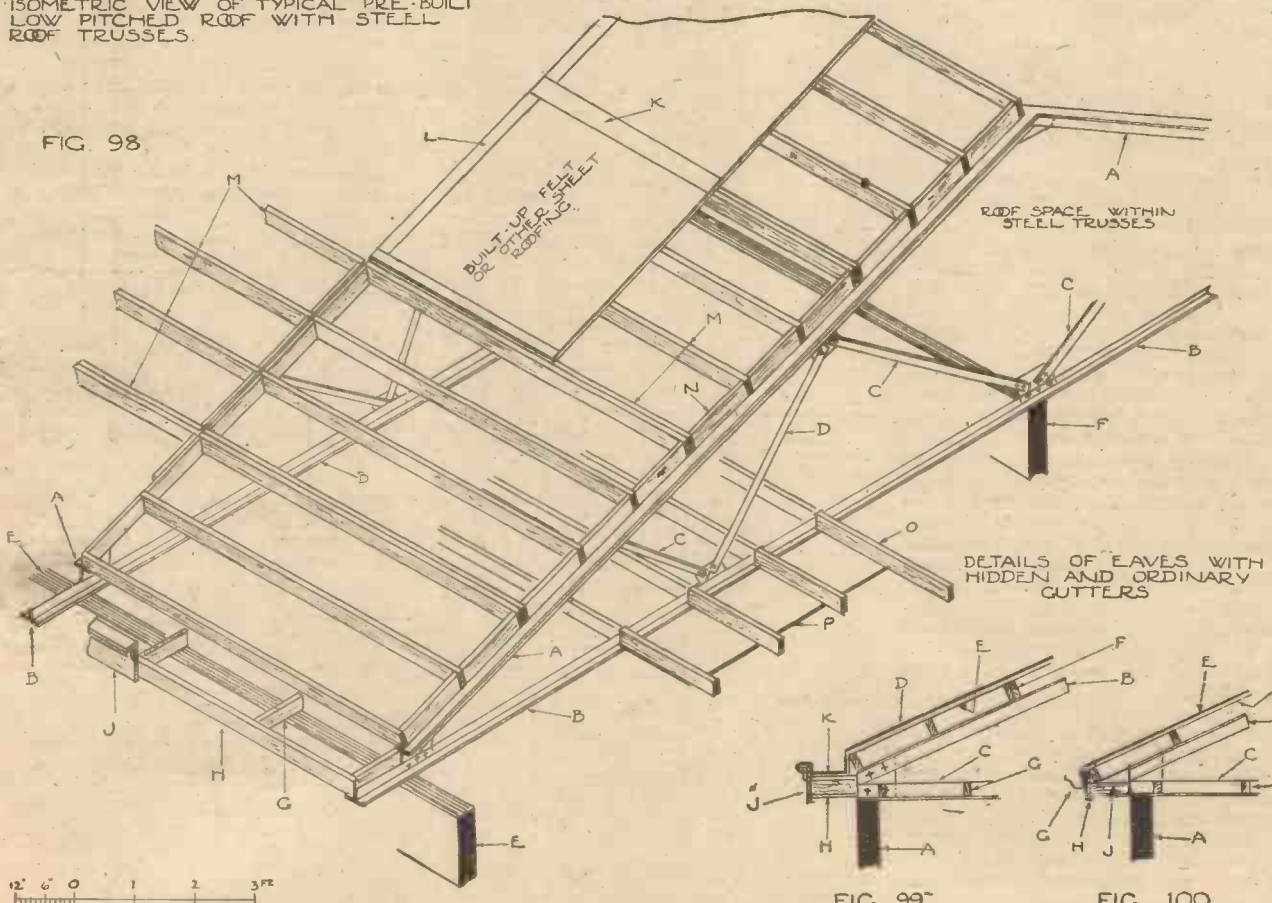 ISOMETRIC VIEW OF TYPICAL PRE-BUILT
LOW PITCHED ROOF WITH STEEL
ROOF TRUSSES.
FIG. 98
L
K
M
A
BUILT-UP FELT
OR OTHER SHEET
ROOFING.
ROOF SPACE WITHIN
STEEL TRUSSES
C
B
M
N
C
D
F
B
A
E
C
O
P
B
J
A
B
H
G
E
DETAILS OF EAVES WITH
HIDDEN AND ORDINARY
GUTTERS
D
E
F
B
K
C
G
J
H
A
E
C
G
H
J
A
12" 6" 0 1 2 3 FT
FIG. 99
FIG. 100